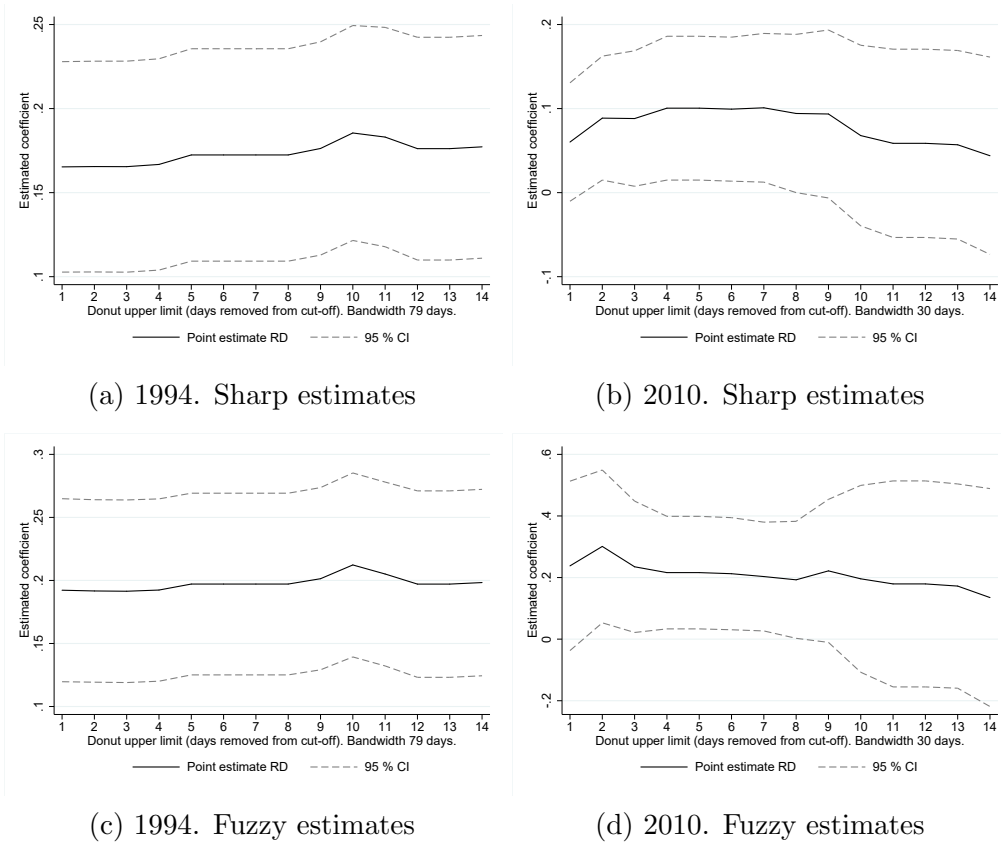 Estimated coefficient
.25
.2
.15
.1
1 2 3 4 5 6 7 8 9 10 11 12 13 14
Donut upper limit (days removed from cut-off). Bandwidth 79 days.
Point estimate RD 95 % CI
(a) 1994. Sharp estimates
Estimated coefficient
.2
.1
0
-.1
1 2 3 4 5 6 7 8 9 10 11 12 13 14
Donut upper limit (days removed from cut-off). Bandwidth 30 days.
Point estimate RD 95 % CI
(b) 2010. Sharp estimates
Estimated coefficient
.3
.25
.2
.15
.1
1 2 3 4 5 6 7 8 9 10 11 12 13 14
Donut upper limit (days removed from cut-off). Bandwidth 79 days.
Point estimate RD 95 % CI
(c) 1994. Fuzzy estimates
Estimated coefficient
.6
.4
.2
0
-.2
1 2 3 4 5 6 7 8 9 10 11 12 13 14
Donut upper limit (days removed from cut-off). Bandwidth 30 days.
Point estimate RD 95 % CI
(d) 2010. Fuzzy estimates